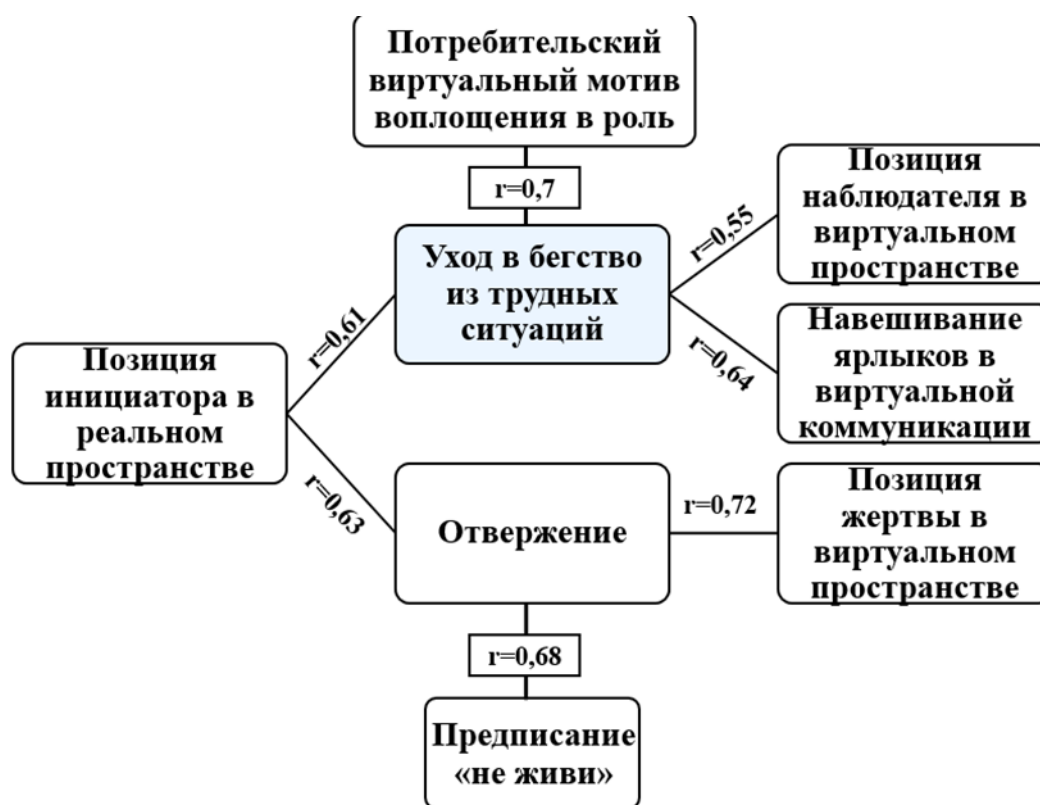 Потребительский
виртуальный мотив
воплощения в роль
r=0,7
Позиция
наблюдателя в
виртуальном
пространстве
r=0,55
Уход в бегство
из трудных
ситуаций
r=0,61
r=0,64
Навешивание
ярлыков в
виртуальной
коммуникации
Позиция
инициатора в
реальном
пространстве
r=0,63
Отвержение
r=0,72
Позиция
жертвы в
виртуальном
пространстве
r=0,68
Предписание
«не живи»